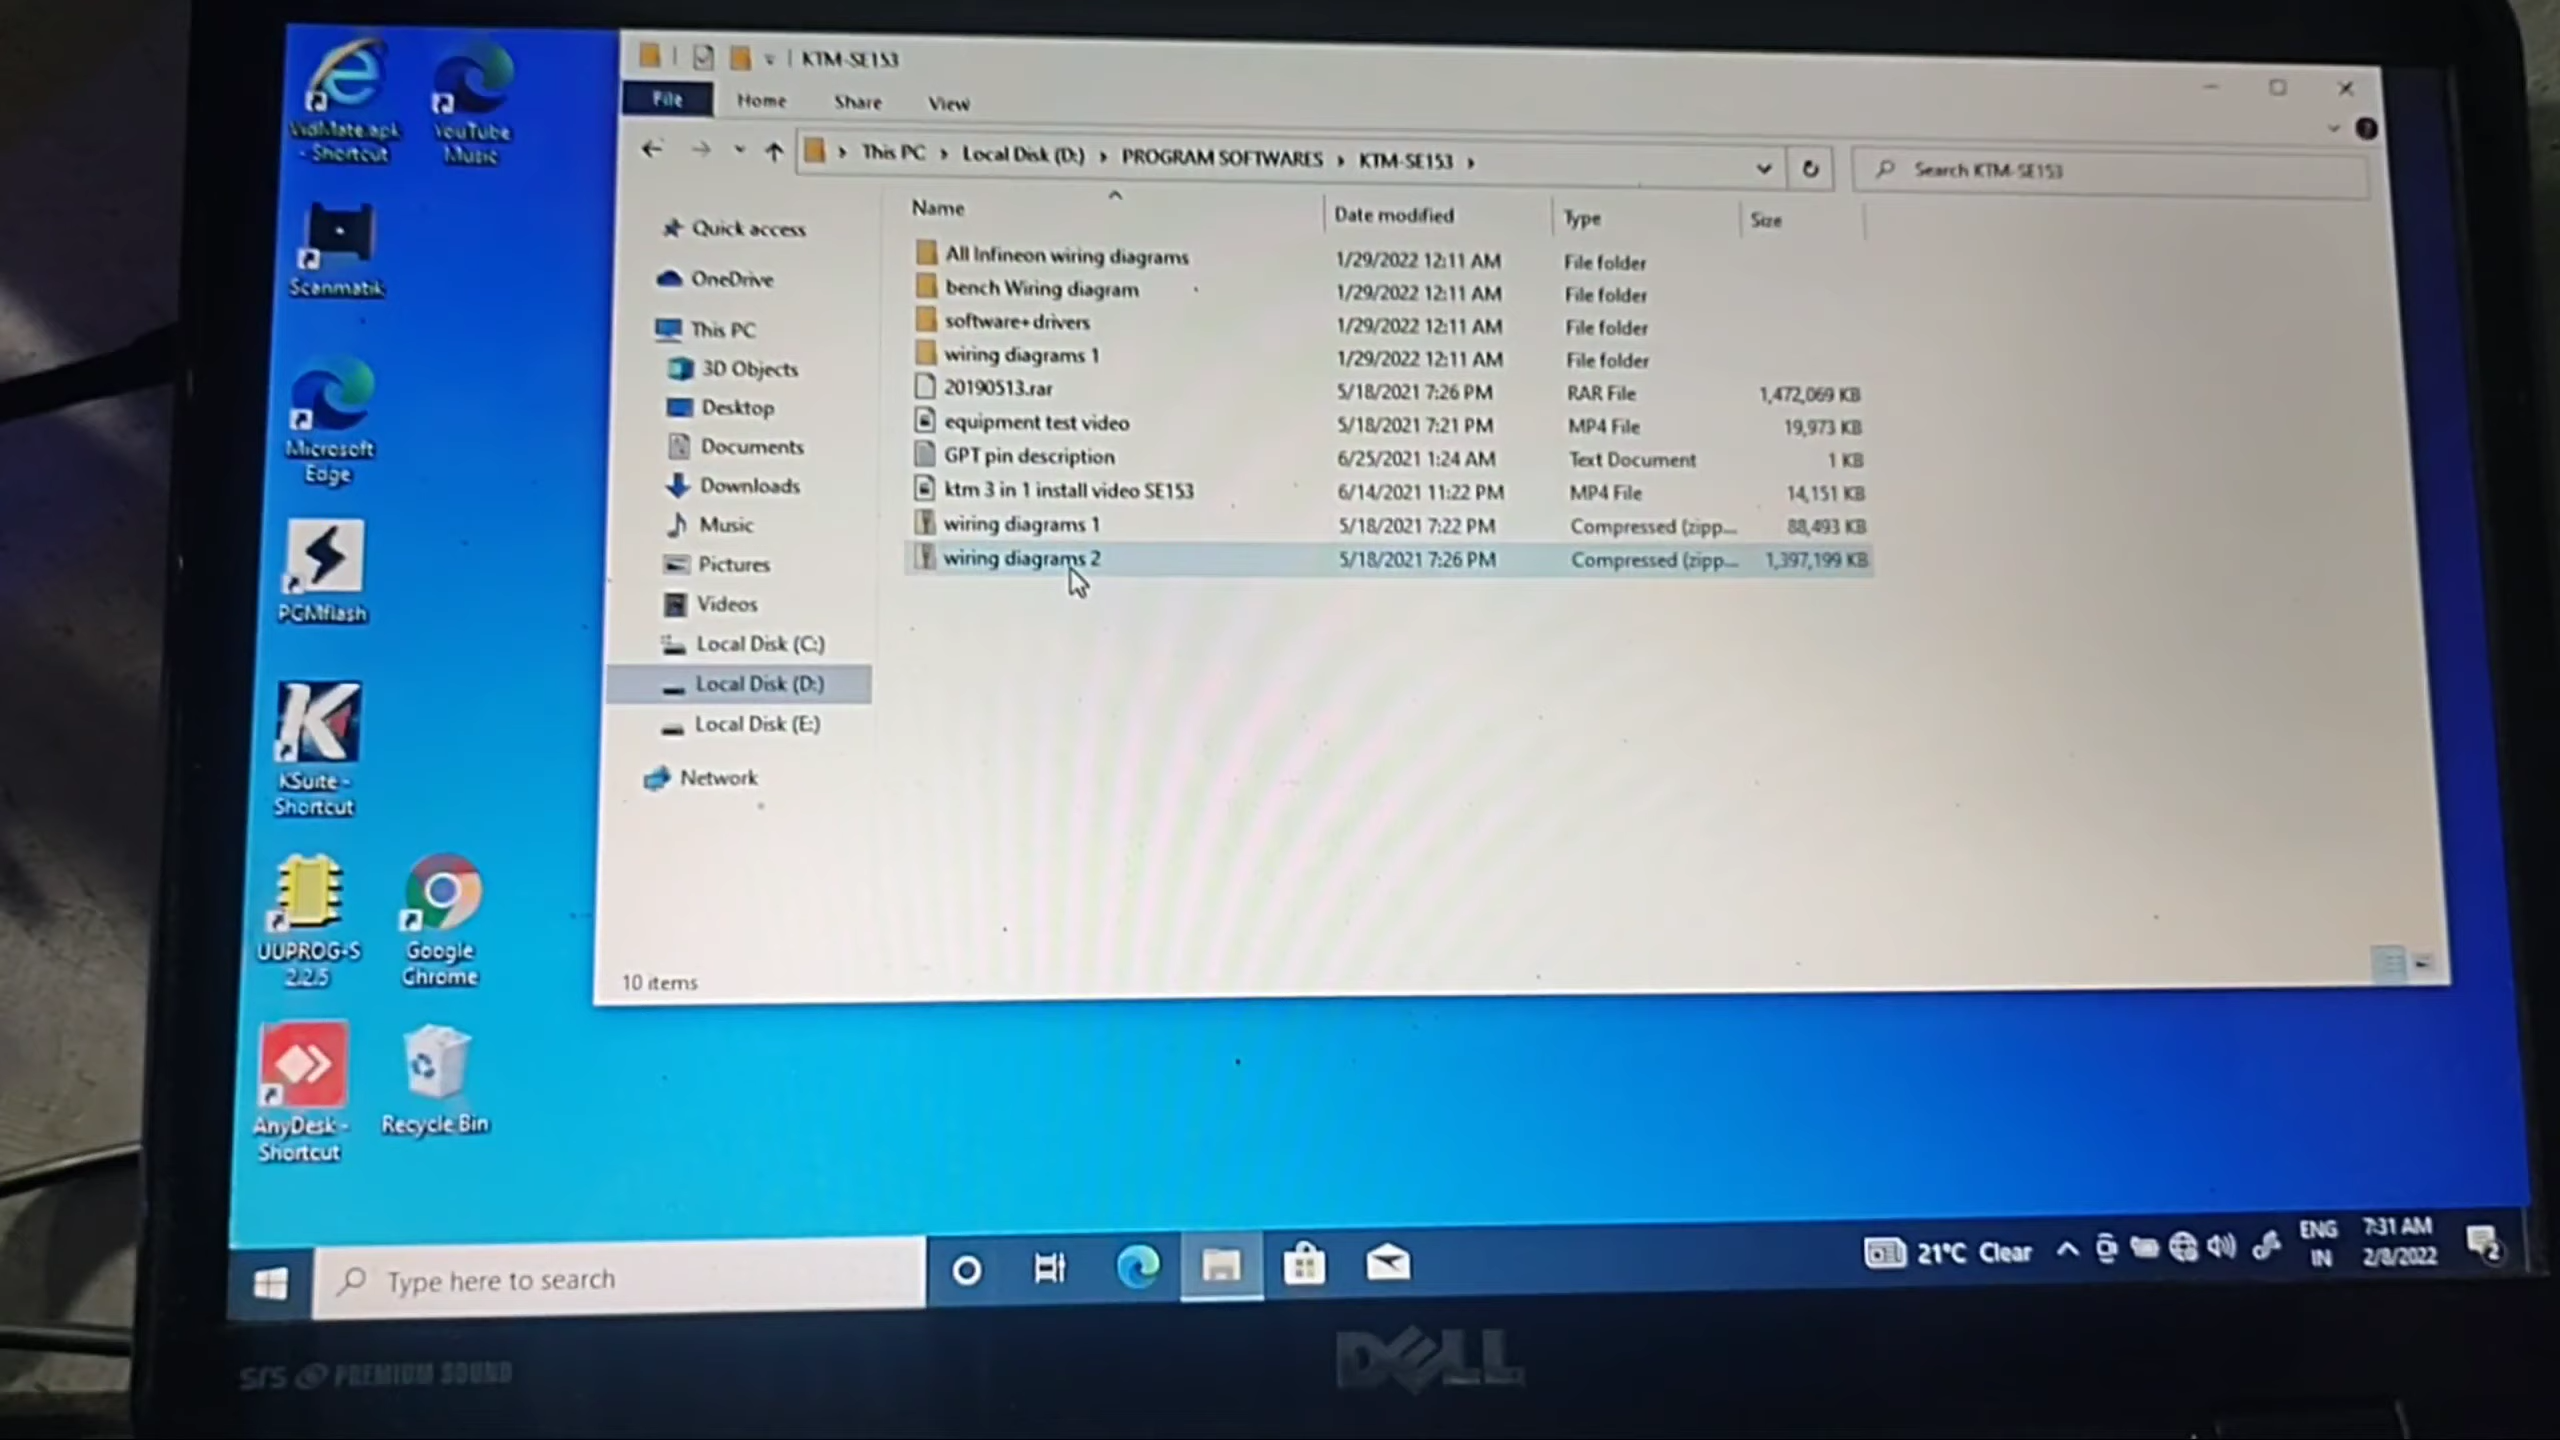 KTM-SE153
File Home Share View
This PC Local Disk (D:) PROGRAM SOFTWARES KTM-SE153
Search KTM-SE153
VidMate.apk - Shortcut
YouTube Music
Scanmatik
Microsoft Edge
PCMflash
KSuite - Shortcut
UUPROG-S 2.2.5
Google Chrome
AnyDesk - Shortcut
Recycle Bin
Quick access
OneDrive
This PC
3D Objects
Desktop
Documents
Downloads
Music
Pictures
Videos
Local Disk (C:)
Local Disk (D:)
Local Disk (E:)
Network
Name Date modified Type Size
All Infineon wiring diagrams 1/29/2022 12:11 AM File folder
bench Wiring diagram 1/29/2022 12:11 AM File folder
software+drivers 1/29/2022 12:11 AM File folder
wiring diagrams 1 1/29/2022 12:11 AM File folder
20190513.rar 5/18/2021 7:26 PM RAR File 1,472,069 KB
equipment test video 5/18/2021 7:21 PM MP4 File 19,973 KB
GPT pin description 6/25/2021 1:24 AM Text Document 1 KB
ktm 3 in 1 install video SE153 6/14/2021 11:22 PM MP4 File 14,151 KB
wiring diagrams 1 5/18/2021 7:22 PM Compressed (zipp... 88,493 KB
wiring diagrams 2 5/18/2021 7:26 PM Compressed (zipp... 1,397,199 KB
10 items
Type here to search
21°C Clear
ENG IN
7:31 AM
2/8/2022
2
SRS PREMIUM SOUND
DELL